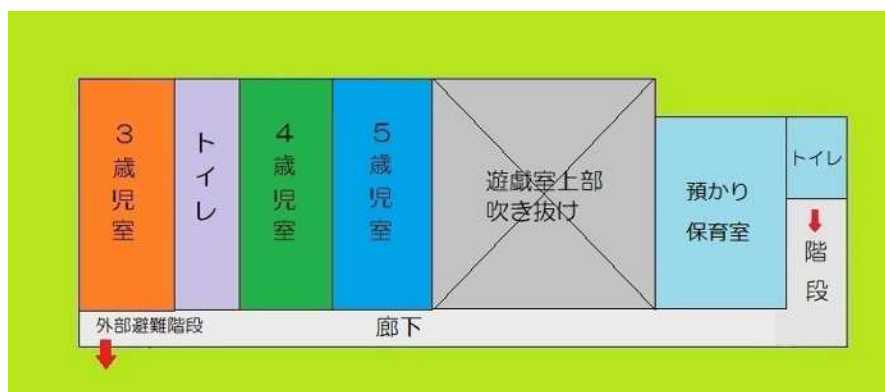 3歳児室
トイレ
4歳児室
5歳児室
遊戯室上部
吹き抜け
預かり
保育室
トイレ
階段
外部避難階段
廊下